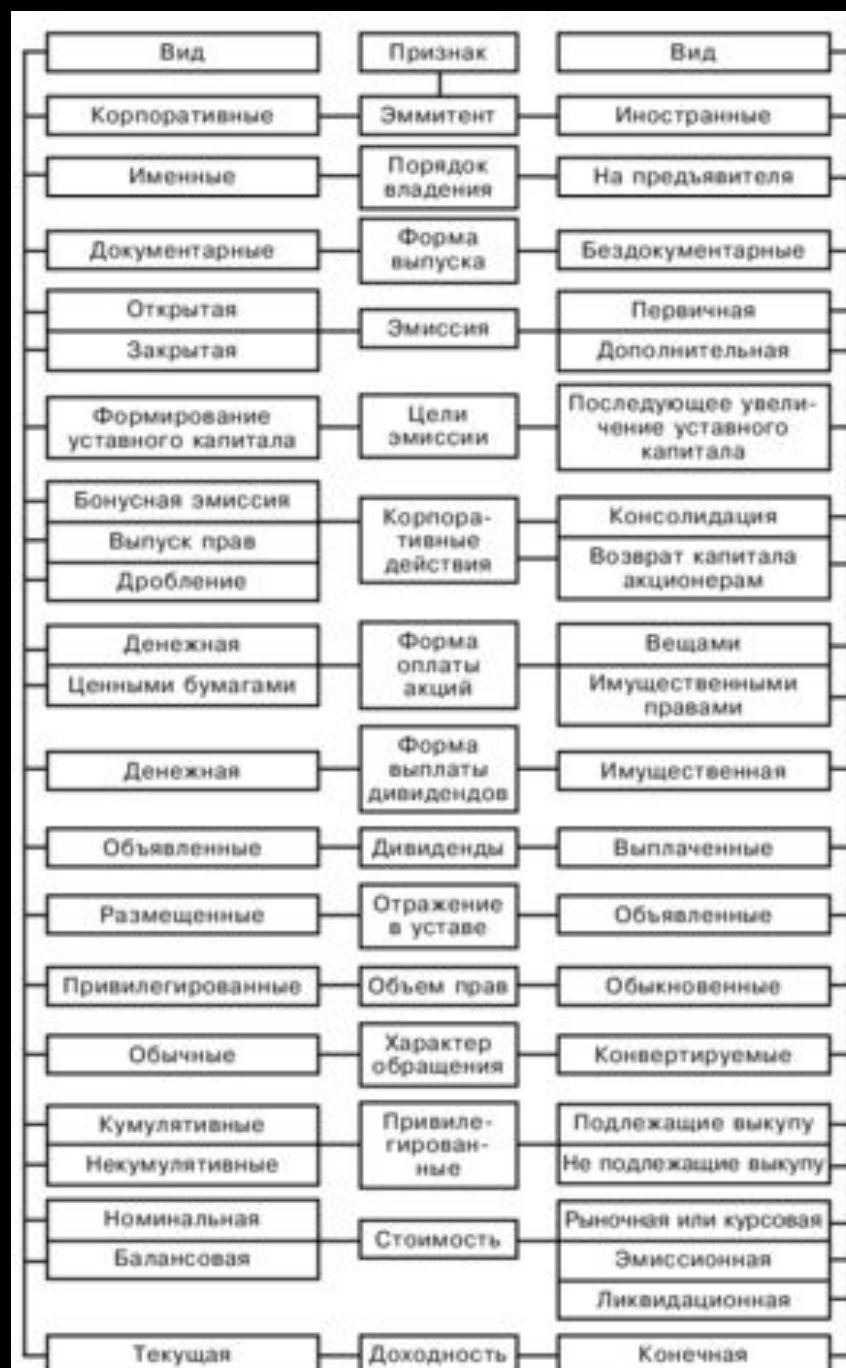 Вид Признак Вид
Корпоративные Эммитент Иностранные
Именные Порядок На предъявителя
владения
Документарные Форма Бездокументарные
выпуска
Открытая Эмиссия Первичная
Закрытая Дополнительная
Формирование Цели Последующее увели-
уставного капитала эмиссии чение уставного
капитала
Бонусная эмиссия Корпора- Консолидация
Выпуск прав тивные Возврат капитала
Дробление действия акционерам
Денежная Форма Вещами
Ценными бумагами оплаты Имущественными
акций правами
Форма
Денежная выплаты Имущественная
дивидендов
Объявленные Дивиденды Выплаченные
Размещенные Отражение Объявленные
в уставе
Привилегированные Объем прав Обыкновенные
Обычные Характер Конвертируемые
обращения
Кумулятивные Привиле- Подлежащие выкупу
Некумулятивные гирован- Не подлежащие выкупу
ные
Номинальная Стоимость Рыночная или курсовая
Балансовая Эмиссионная
Ликвидационная
Текущая Доходность Конечная